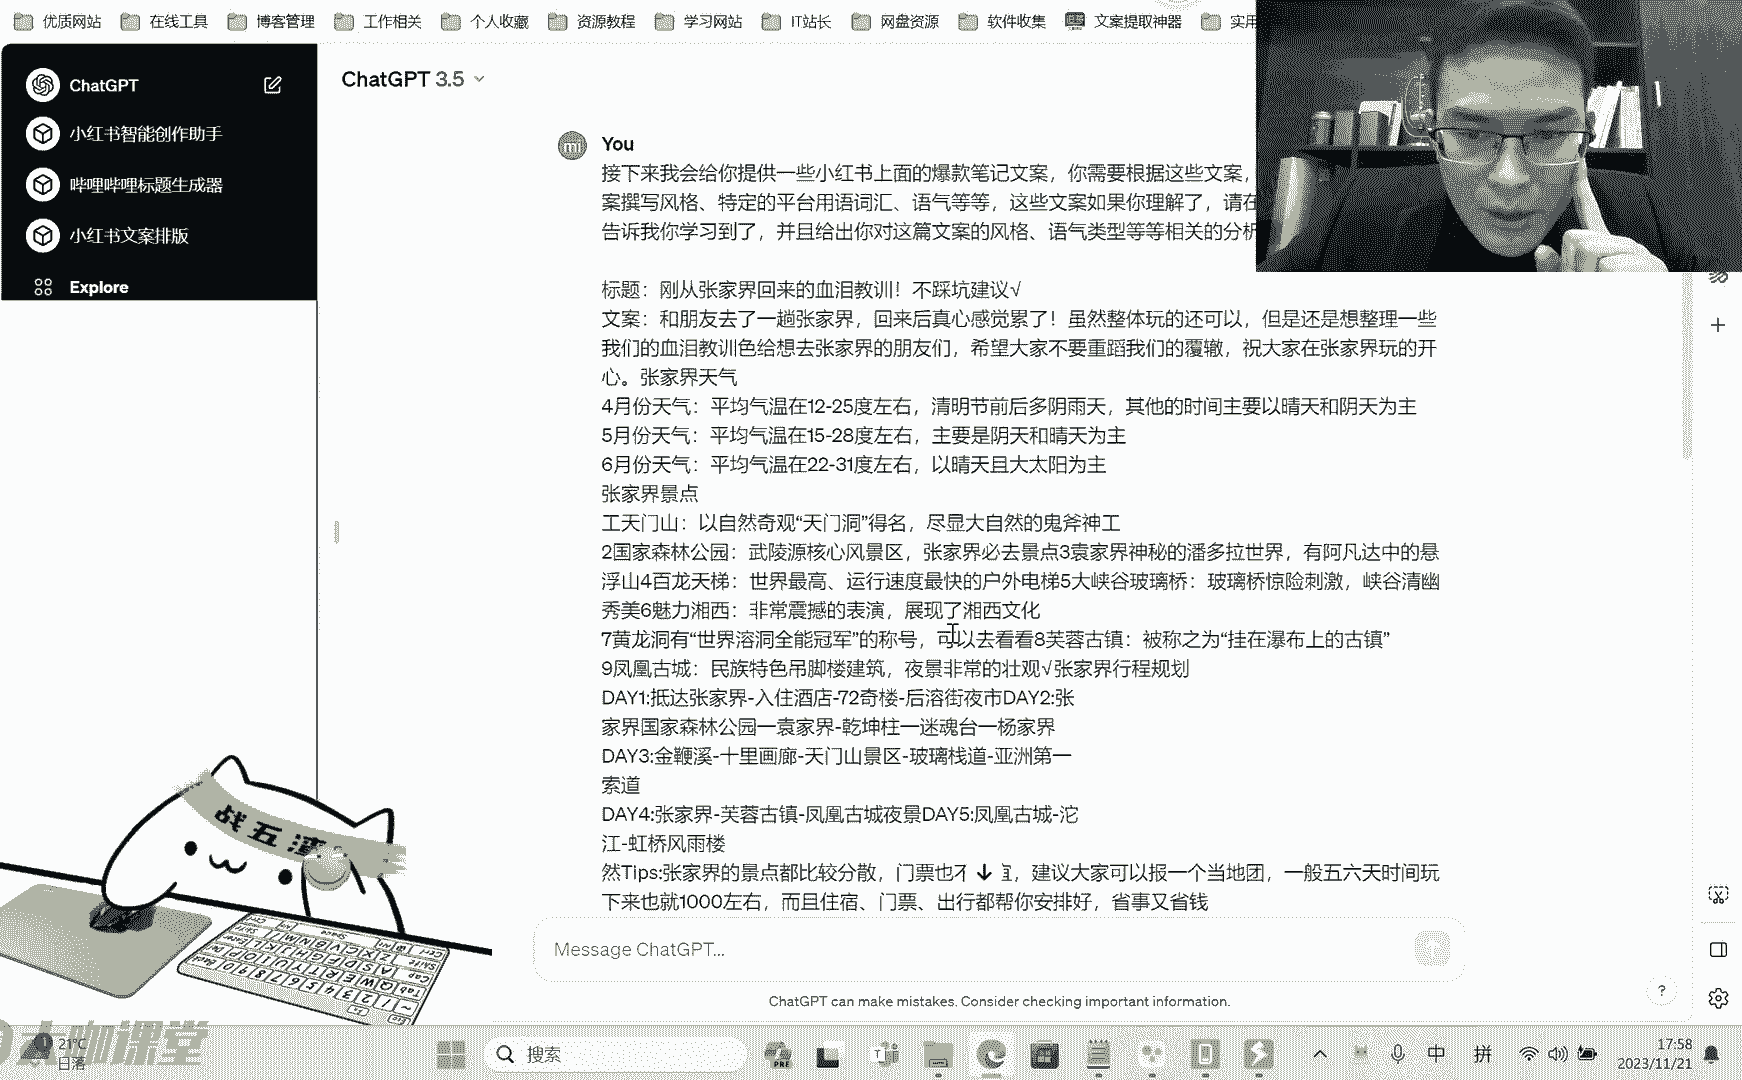 优质网站 在线工具 博客管理 工作相关 个人收藏 资源教程 学习网站 IT站长 网盘资源 软件收集 文案提取神器 实用
ChatGPT
小红书智能创作助手
哔哩哔哩标题生成器
小红书文案排版
Explore
ChatGPT 3.5
You
接下来我会给你提供一些小红书上面的爆款笔记文案，你需要根据这些文案，
案撰写风格、特定的平台用语词汇、语气等等，这些文案如果你理解了，请在
告诉我你学习到了，并且给出你对这篇文案的风格、语气类型等等相关的分析
标题：刚从张家界回来的血泪教训！不踩坑建议√
文案：和朋友去了一趟张家界，回来后真心感觉累了！虽然整体玩的还可以，但是还是想整理一些
我们的血泪教训色给想去张家界的朋友们，希望大家不要重蹈我们的覆辙，祝大家在张家界玩的开
心。张家界天气
4月份天气：平均气温在12-25度左右，清明节前后多阴雨天，其他的时间主要以晴天和阴天为主
5月份天气：平均气温在15-28度左右，主要是阴天和晴天为主
6月份天气：平均气温在22-31度左右，以晴天且大太阳为主
张家界景点
工天门山：以自然奇观“天门洞”得名，尽显大自然的鬼斧神工
2国家森林公园：武陵源核心风景区，张家界必去景点3袁家界神秘的潘多拉世界，有阿凡达中的悬
浮山4百龙天梯：世界最高、运行速度最快的户外电梯5大峡谷玻璃桥：玻璃桥惊险刺激，峡谷清幽
秀美6魅力湘西：非常震撼的表演，展现了湘西文化
7黄龙洞有“世界溶洞全能冠军”的称号，可以去看看8芙蓉古镇：被称之为“挂在瀑布上的古镇”
9凤凰古城：民族特色吊脚楼建筑，夜景非常的壮观√张家界行程规划
DAY1:抵达张家界-入住酒店-72奇楼-后溶街夜市DAY2:张
家界国家森林公园一袁家界-乾坤柱一迷魂台一杨家界
DAY3:金鞭溪-十里画廊-天门山景区-玻璃栈道-亚洲第一
索道
DAY4:张家界-芙蓉古镇-凤凰古城夜景DAY5:凤凰古城-沱
江-虹桥风雨楼
然Tips:张家界的景点都比较分散，门票也不 ，建议大家可以报一个当地团，一般五六天时间玩
下来也就1000左右，而且住宿、门票、出行都帮你安排好，省事又省钱
Message ChatGPT...
ChatGPT can make mistakes. Consider checking important information.
?
战五渣
大咖课堂
21°C
日落
搜索
中 拼
17:58
2023/11/21